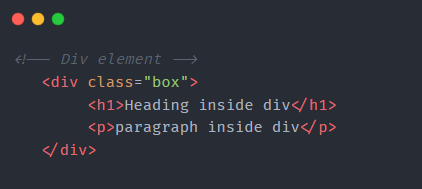 <!-- Div element -->
<div class="box">
<h1>Heading inside div</h1>
<p>paragraph inside div</p>
</div>